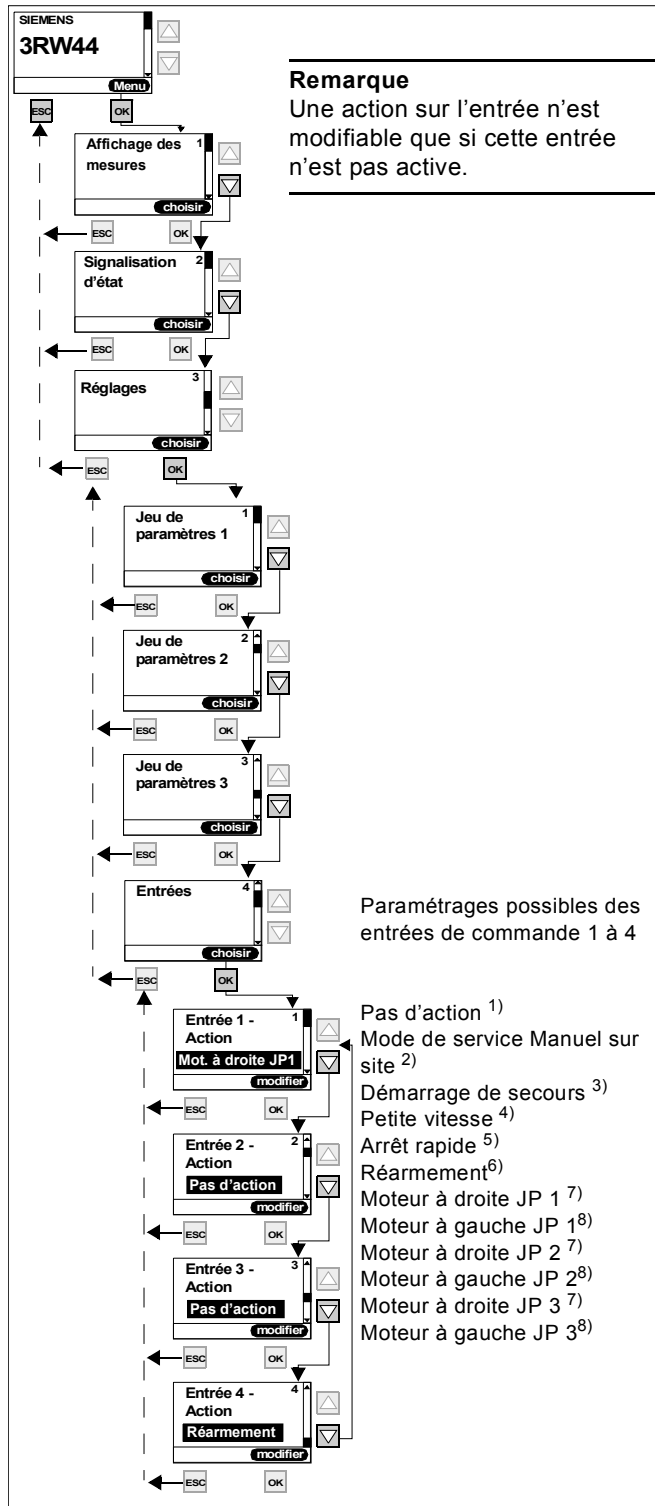 SIEMENS
3RW44
Menu
ESC
OK
Remarque
Une action sur l'entrée n'est
modifiable que si cette entrée
n'est pas active.
Affichage des
mesures
1
choisir
ESC
OK
Signalisation
d'état
2
choisir
ESC
OK
Réglages
3
choisir
ESC
OK
Jeu de
paramètres 1
1
choisir
ESC
OK
Jeu de
paramètres 2
2
choisir
ESC
OK
Jeu de
paramètres 3
3
choisir
ESC
OK
Entrées
4
choisir
ESC
OK
Paramétrages possibles des
entrées de commande 1 à 4
Entrée 1 -
Action
1
Mot. à droite JP1
modifier
ESC
OK
Entrée 2 -
Action
2
Pas d'action
modifier
ESC
OK
Entrée 3 -
Action
3
Pas d'action
modifier
ESC
OK
Entrée 4 -
Action
4
Réarmement
modifier
ESC
OK
Pas d'action 1)
Mode de service Manuel sur
site 2)
Démarrage de secours 3)
Petite vitesse 4)
Arrêt rapide 5)
Réarmement6)
Moteur à droite JP 1 7)
Moteur à gauche JP 18)
Moteur à droite JP 2 7)
Moteur à gauche JP 28)
Moteur à droite JP 3 7)
Moteur à gauche JP 38)